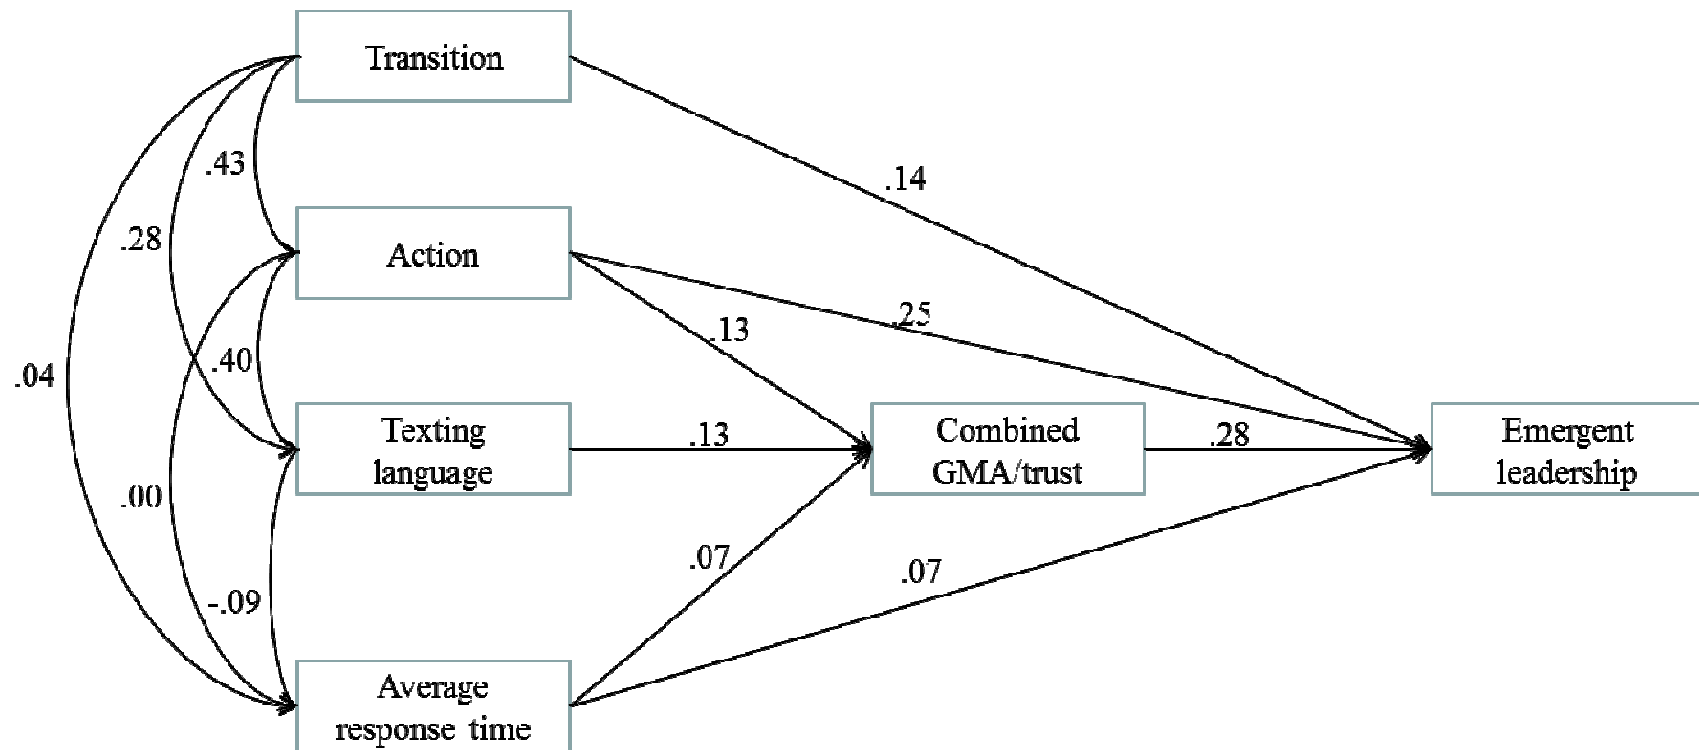 Transition
.43
.14
.28
Action
.25
.13
.40
.04
Texting
language
.13
Combined
GMA/trust
.28
Emergent
leadership
.00
.07
.07
-.09
Average
response time